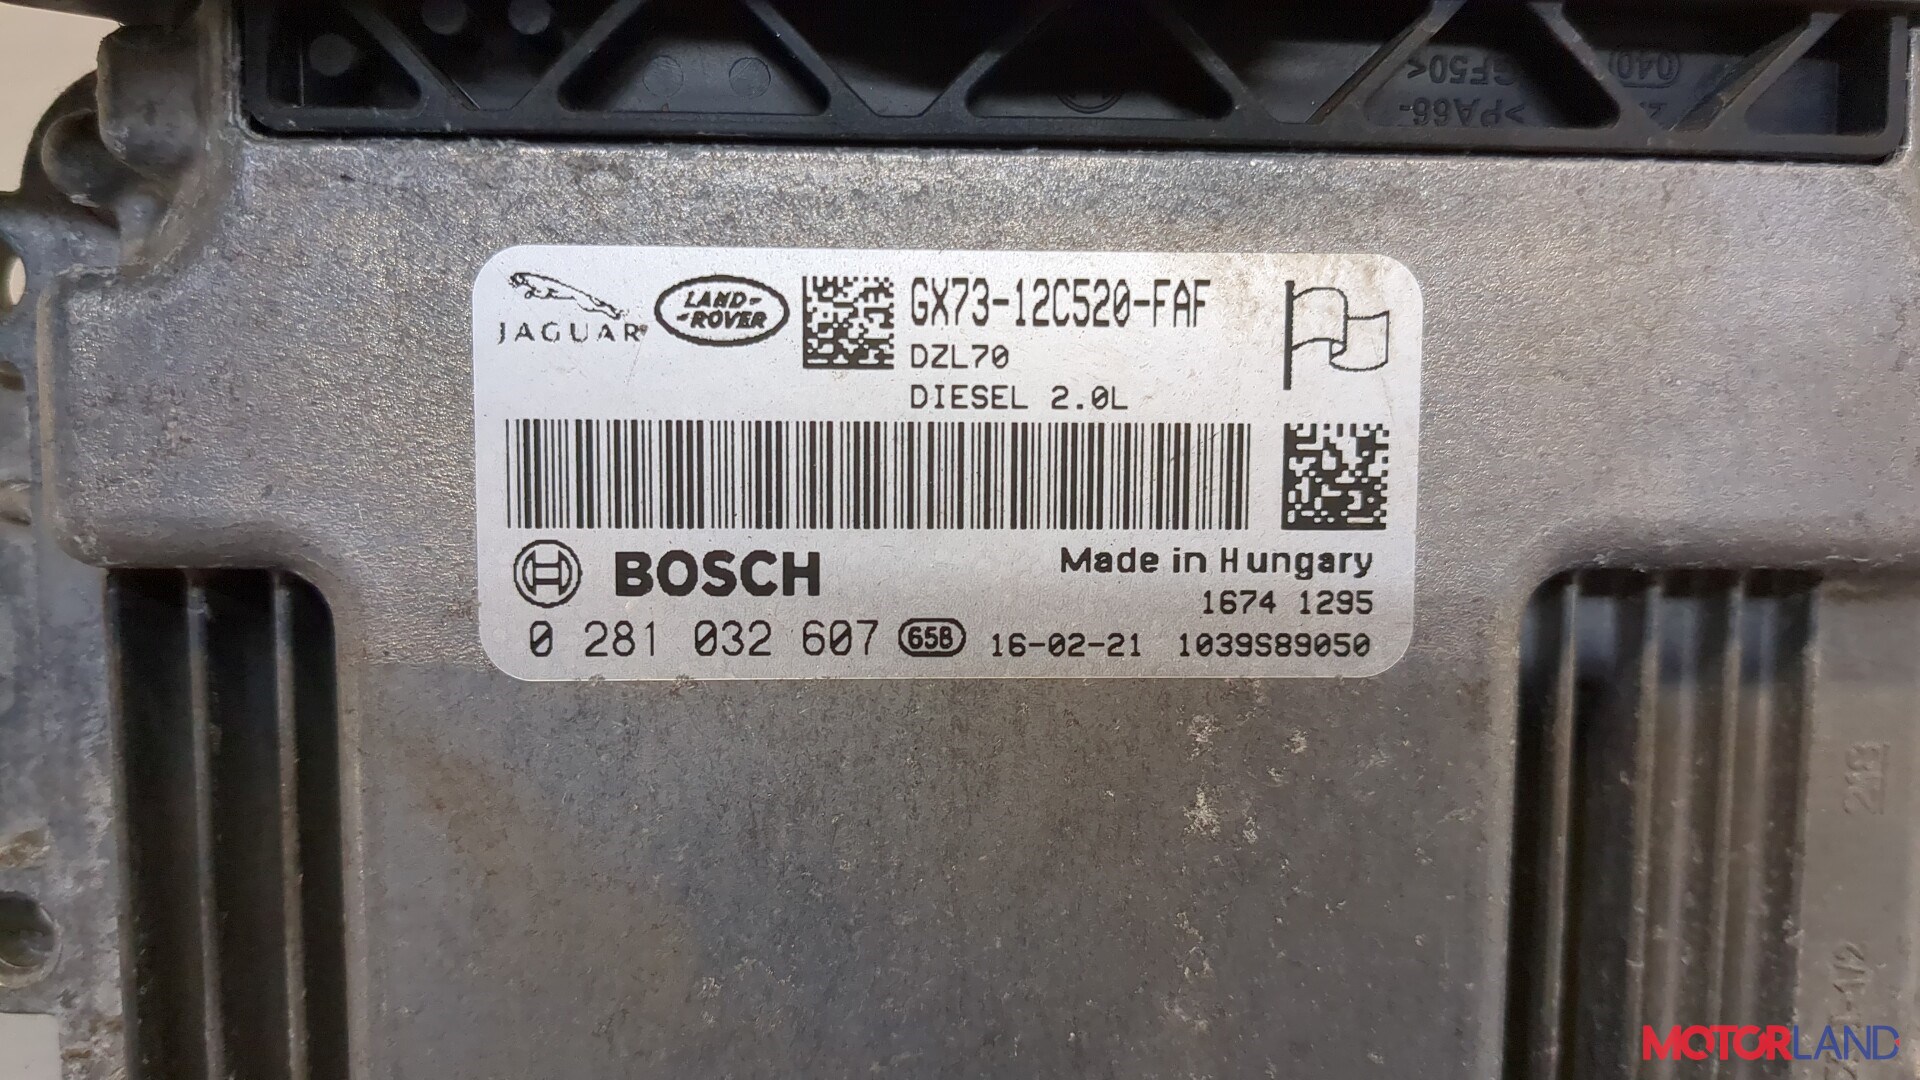 >PA66-
GF50<
040
JAGUAR
LAND-
-ROVER
GX73-12C520-FAF
DZL70
DIESEL 2.0L
BOSCH
Made in Hungary
1674 1295
0 281 032 607 65B 16-02-21 1039S89050
MOTORLAND